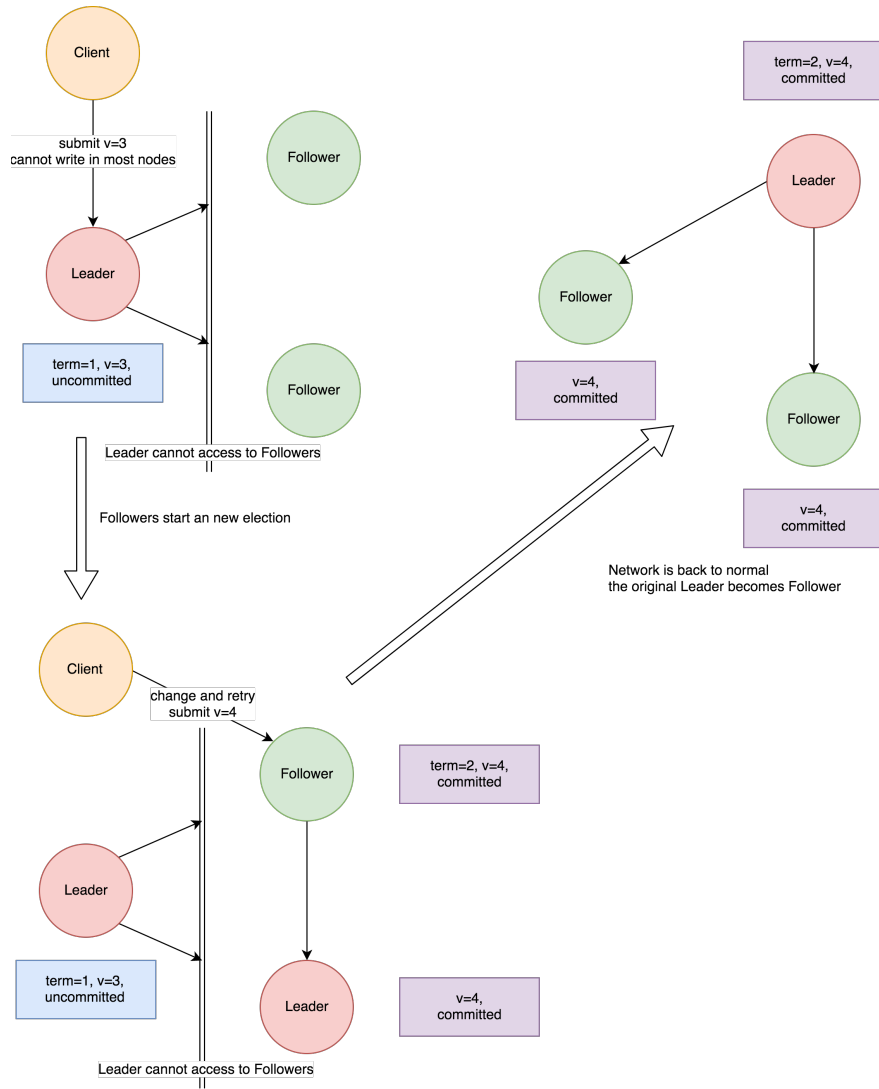 Client
submit v=3
cannot write in most nodes
Follower
Leader
term=1, v=3,
uncommitted
Follower
Leader cannot access to Followers
Followers start an new election
Client
change and retry
submit v=4
Follower
term=2, v=4,
committed
Leader
term=1, v=3,
uncommitted
Leader
v=4,
committed
Leader cannot access to Followers
term=2, v=4,
committed
Leader
Follower
v=4,
committed
Follower
v=4,
committed
Network is back to normal
the original Leader becomes Follower